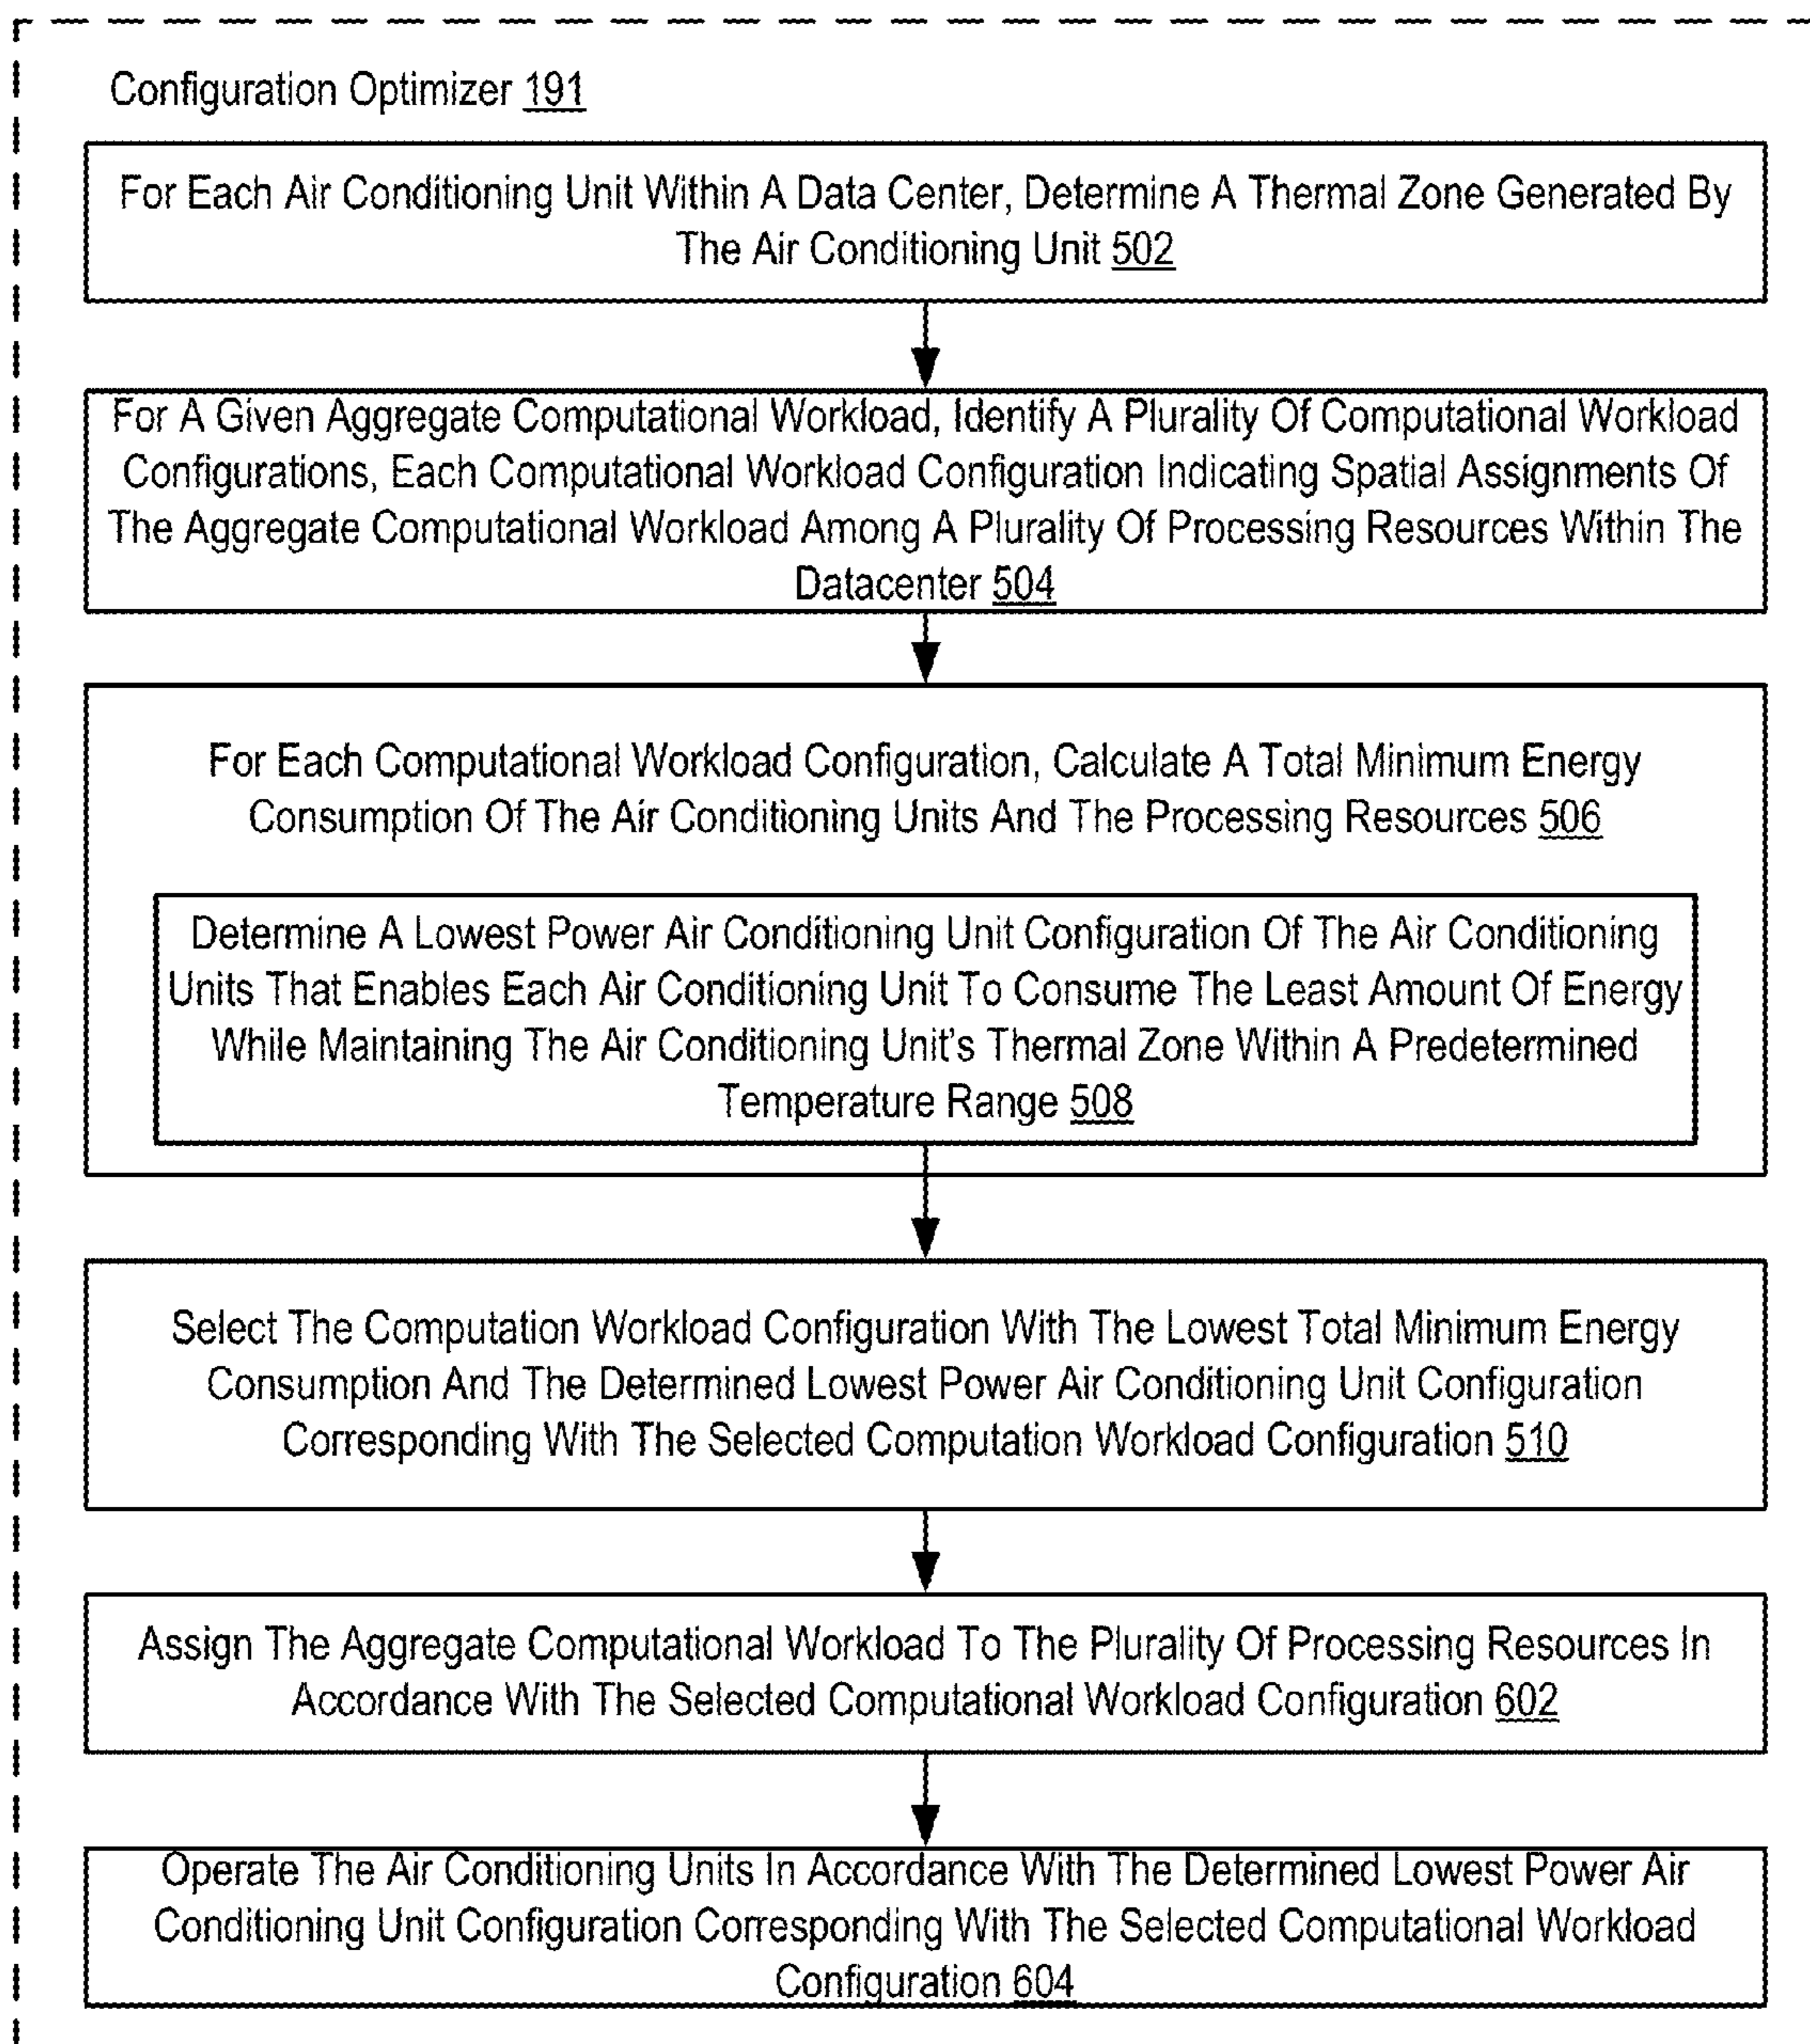 Configuration Optimizer 191
For Each Air Conditioning Unit Within A Data Center, Determine A Thermal Zone Generated By
The Air Conditioning Unit 502
For A Given Aggregate Computational Workload, Identify A Plurality Of Computational Workload
Configurations, Each Computational Workload Configuration Indicating Spatial Assignments Of
The Aggregate Computational Workload Among A Plurality Of Processing Resources Within The
Datacenter 504
For Each Computational Workload Configuration, Calculate A Total Minimum Energy
Consumption Of The Air Conditioning Units And The Processing Resources 506
Determine A Lowest Power Air Conditioning Unit Configuration Of The Air Conditioning
Units That Enables Each Air Conditioning Unit To Consume The Least Amount Of Energy
While Maintaining The Air Conditioning Unit's Thermal Zone Within A Predetermined
Temperature Range 508
Select The Computation Workload Configuration With The Lowest Total Minimum Energy
Consumption And The Determined Lowest Power Air Conditioning Unit Configuration
Corresponding With The Selected Computation Workload Configuration 510
Assign The Aggregate Computational Workload To The Plurality Of Processing Resources In
Accordance With The Selected Computational Workload Configuration 602
Operate The Air Conditioning Units In Accordance With The Determined Lowest Power Air
Conditioning Unit Configuration Corresponding With The Selected Computational Workload
Configuration 604